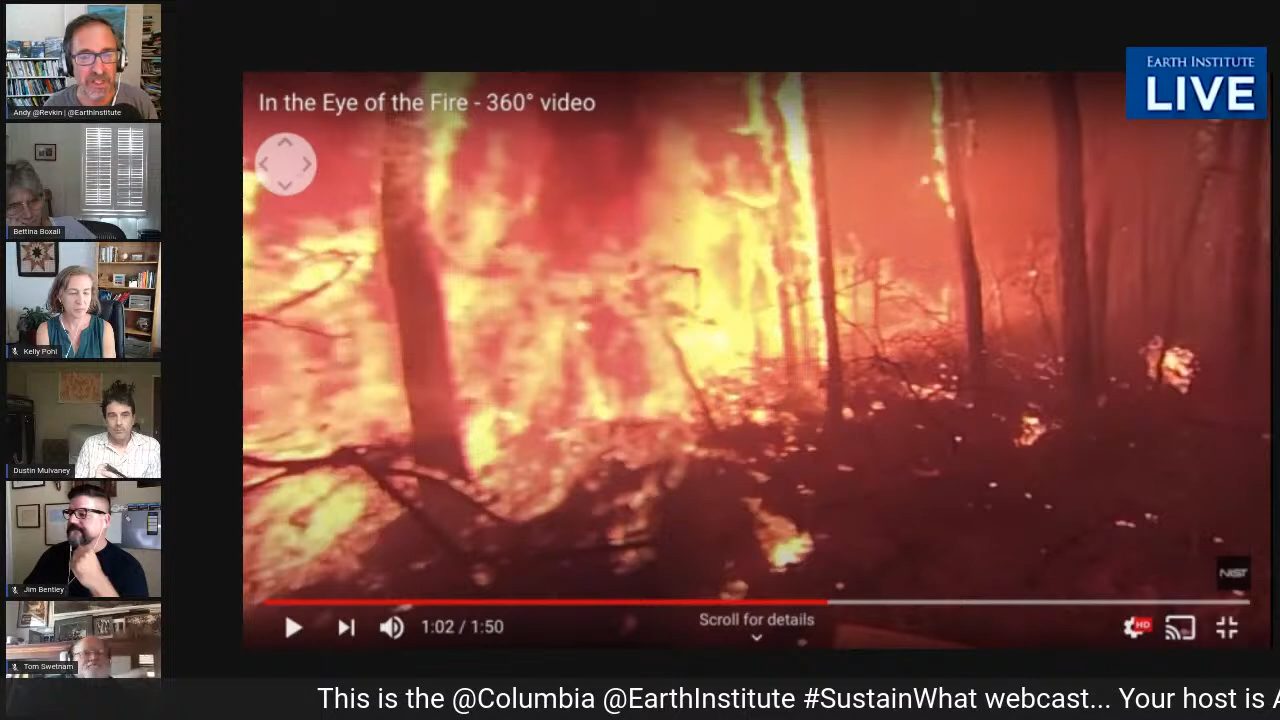 Andy @Revkin | @EarthInstitute
Bettina Boxall
Kelly Pohl
Dustin Mulvaney
Jim Bentley
Tom Swetnam
In the Eye of the Fire - 360° video
EARTH INSTITUTE
LIVE
NIST
Scroll for details
1:02 / 1:50
HD
This is the @Columbia @EarthInstitute #SustainWhat webcast... Your host is A